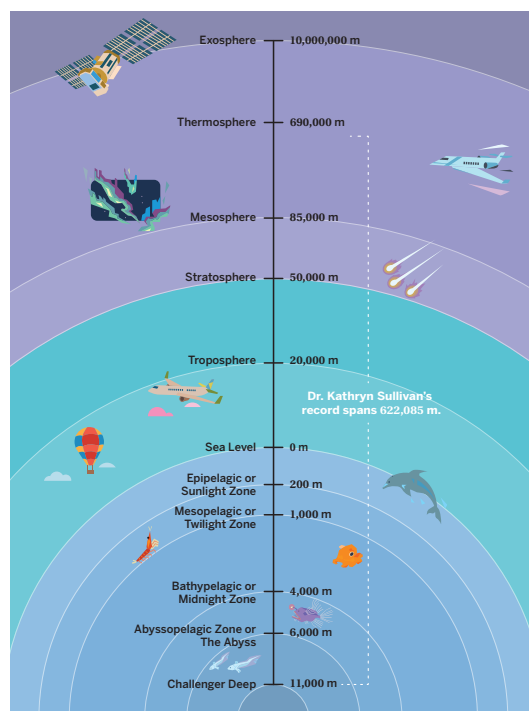 Exosphere 10,000,000 m
Thermosphere 690,000 m
Mesosphere 85,000 m
Stratosphere 50,000 m
Troposphere 20,000 m
Dr. Kathryn Sullivan's
record spans 622,085 m.
Sea Level 0 m
Epipelagic or
Sunlight Zone 200 m
Mesopelagic or
Twilight Zone 1,000 m
Bathypelagic or
Midnight Zone 4,000 m
Abyssopelagic Zone or
The Abyss 6,000 m
Challenger Deep 11,000 m